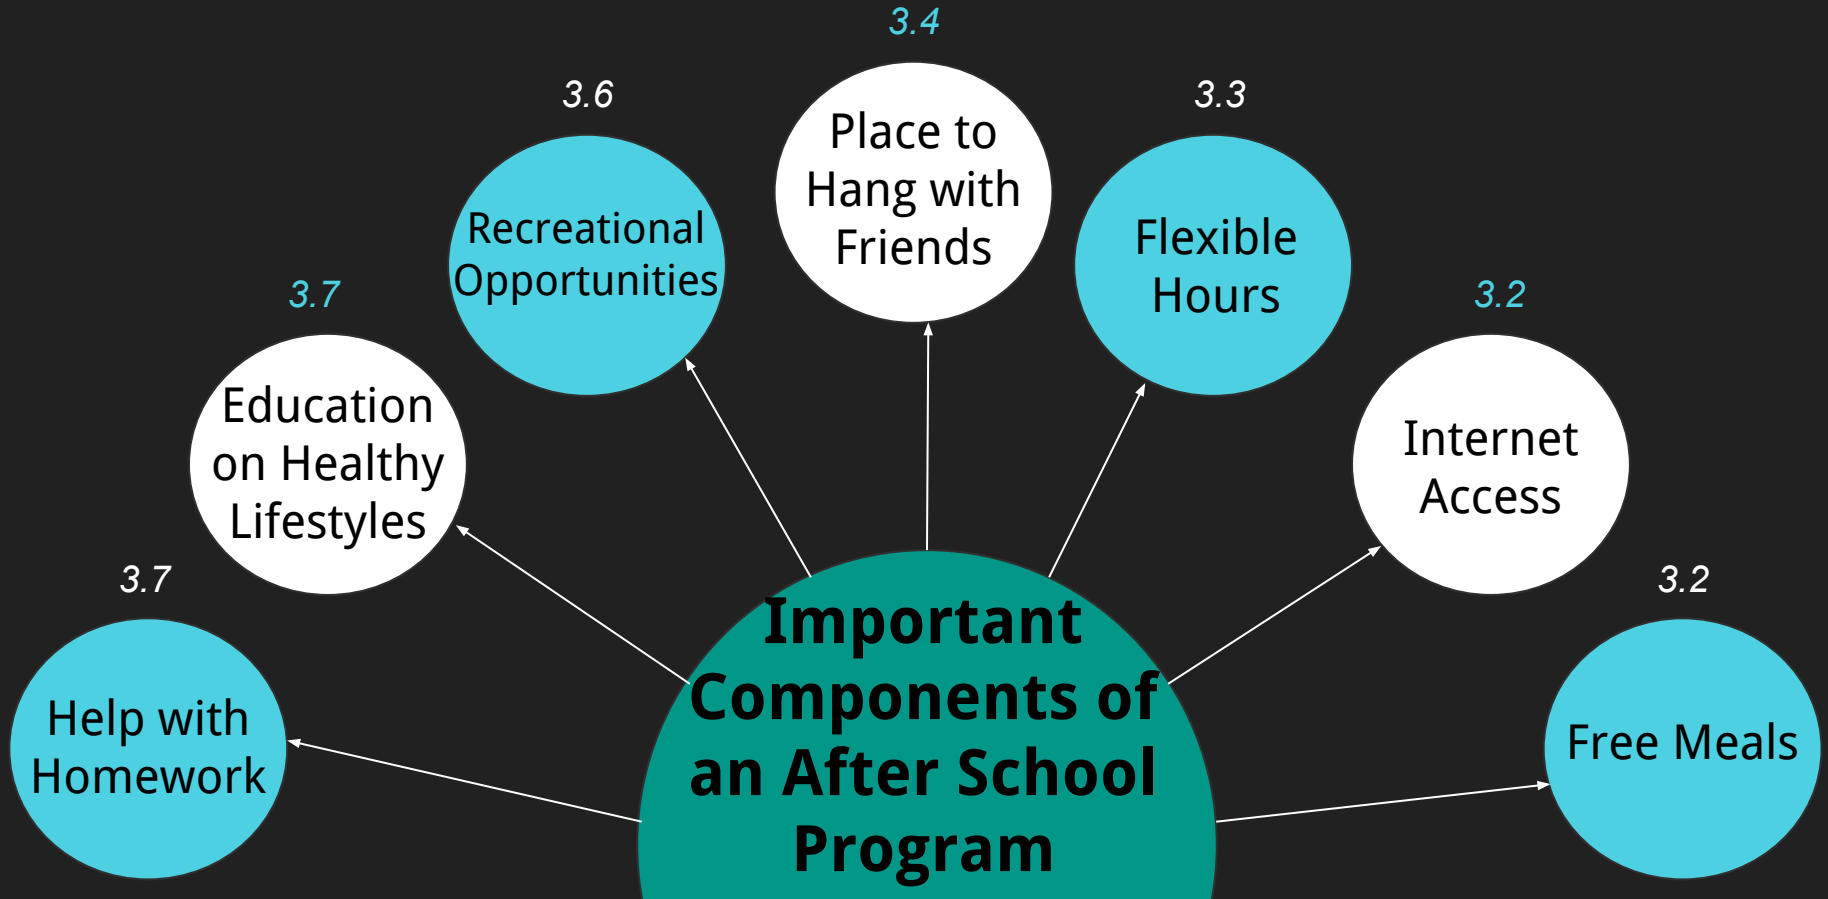 3.4
Place to
Hang with
Friends
3.6
Recreational
Opportunities
3.3
Flexible
Hours
3.7
Education
on Healthy
Lifestyles
3.2
Internet
Access
3.7
Help with
Homework
3.2
Free Meals
Important
Components of
an After School
Program